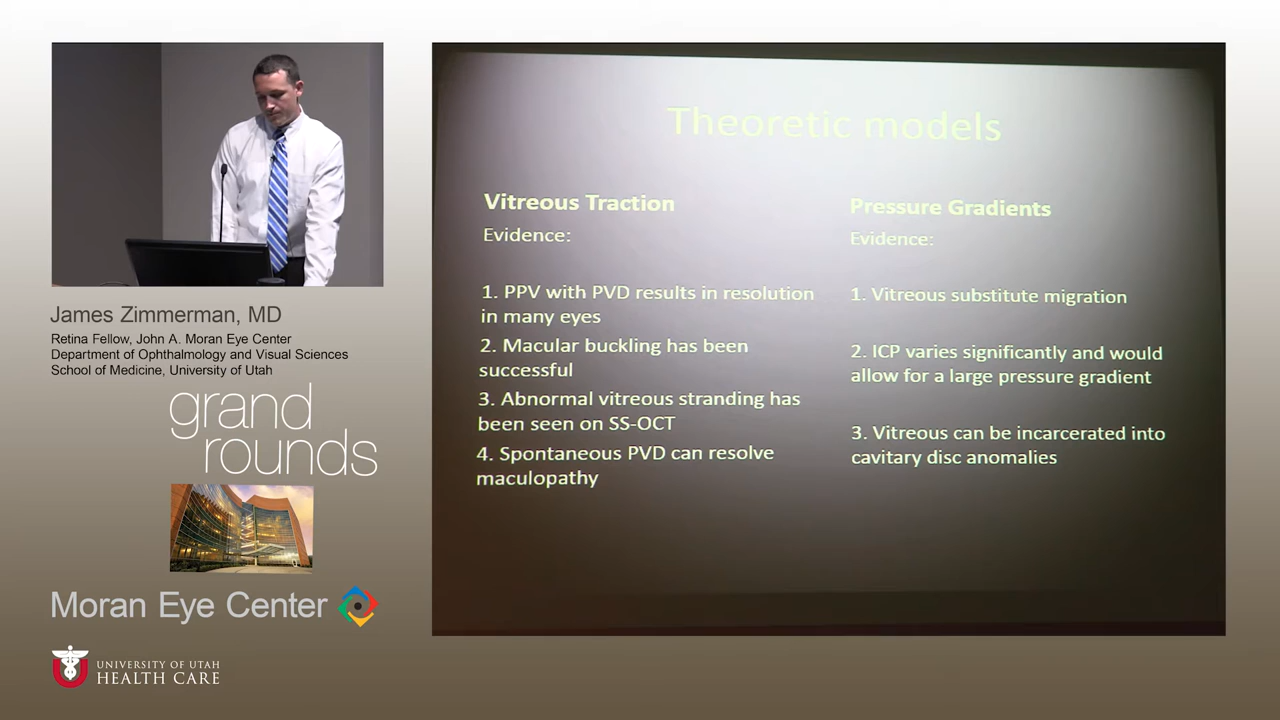 James Zimmerman, MD
Retina Fellow, John A. Moran Eye Center
Department of Ophthalmology and Visual Sciences
School of Medicine, University of Utah
grand
rounds
Moran Eye Center
UNIVERSITY OF UTAH
HEALTH CARE
Theoretic models
Vitreous Traction
Evidence:
1. PPV with PVD results in resolution
in many eyes
2. Macular buckling has been
successful
3. Abnormal vitreous stranding has
been seen on SS-OCT
4. Spontaneous PVD can resolve
maculopathy
Pressure Gradients
Evidence:
1. Vitreous substitute migration
2. ICP varies significantly and would
allow for a large pressure gradient
3. Vitreous can be incarcerated into
cavitary disc anomalies